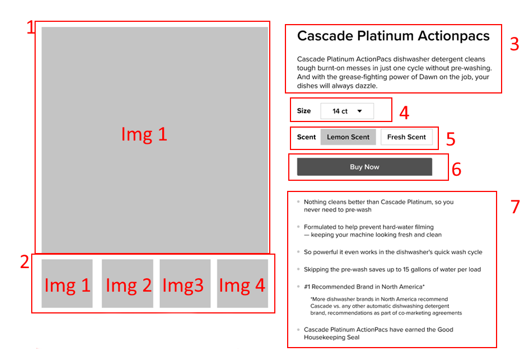 1
Img 1
2
Img 1
Img 2
Img3
Img 4
Cascade Platinum Actionpacs
Cascade Platinum ActionPacs dishwasher detergent cleans
tough burnt-on messes in just one cycle without pre-washing.
And with the grease-fighting power of Dawn on the job, your
dishes will always dazzle.
3
Size 14 ct
4
Scent Lemon Scent Fresh Scent
5
Buy Now
6
7
Nothing cleans better than Cascade Platinum, so you
never need to pre-wash
Formulated to help prevent hard-water filming
— keeping your machine looking fresh and clean
So powerful it even works in the dishwasher's quick wash cycle
Skipping the pre-wash saves up to 15 gallons of water per load
#1 Recommended Brand in North America*
*More dishwasher brands in North America recommend
Cascade vs. any other automatic dishwashing detergent
brand, recommendations as part of co-marketing agreements
Cascade Platinum ActionPacs have earned the Good
Housekeeping Seal